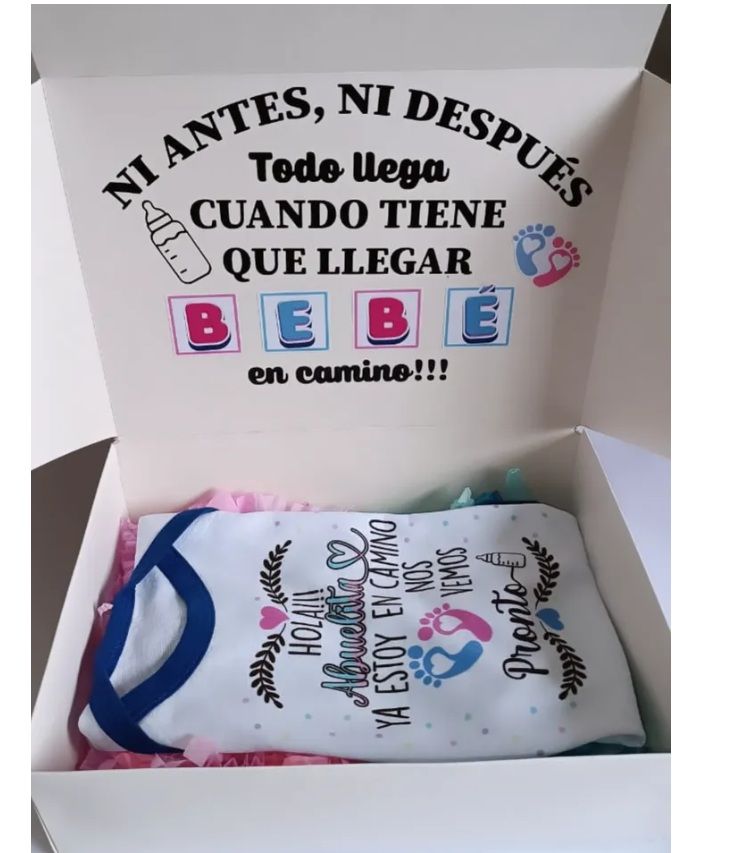 NI ANTES, NI DESPUÉS
Todo llega
CUANDO TIENE
QUE LLEGAR
BEBÉ
en camino!!!
HOLA!!!
Abuelita
YA ESTOY EN CAMINO
NOS
VEMOS
Pronto